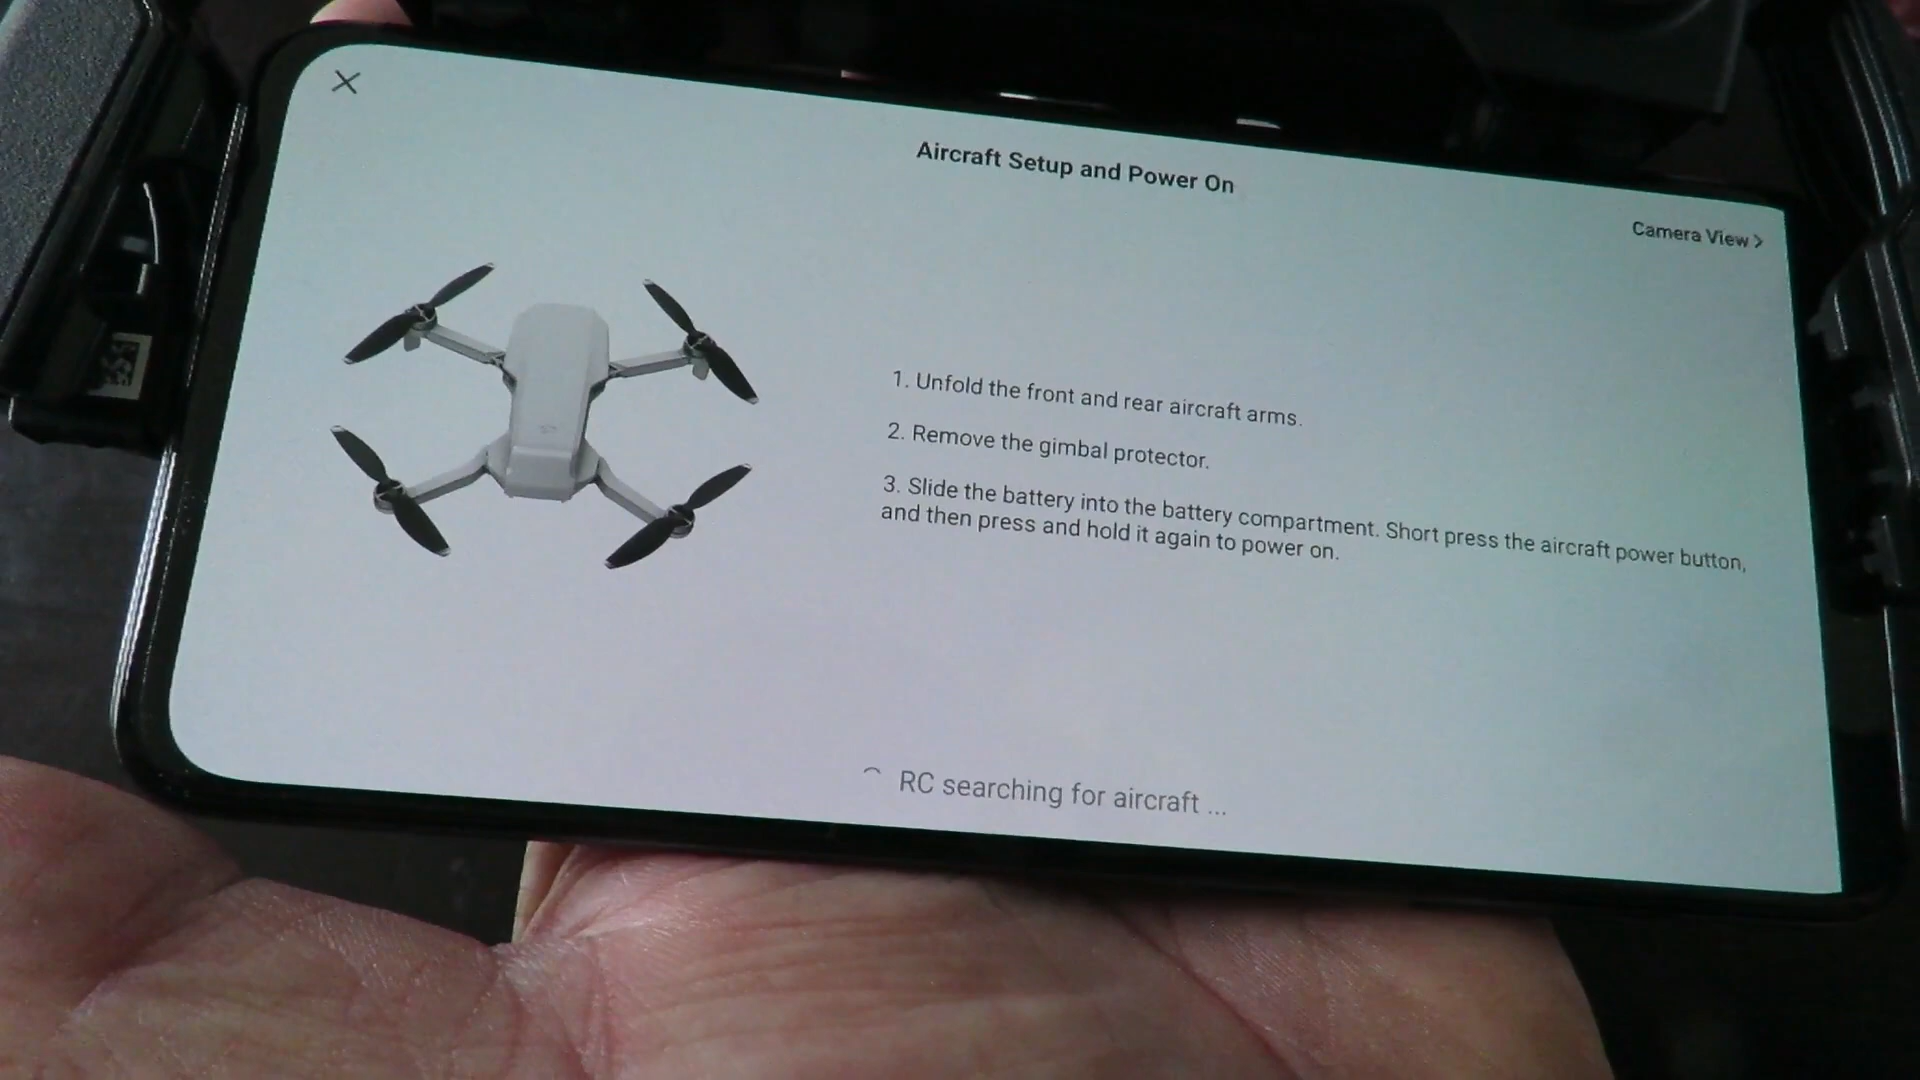 Aircraft Setup and Power On
Camera View >
1. Unfold the front and rear aircraft arms.
2. Remove the gimbal protector.
3. Slide the battery into the battery compartment. Short press the aircraft power button,
and then press and hold it again to power on.
RC searching for aircraft ...